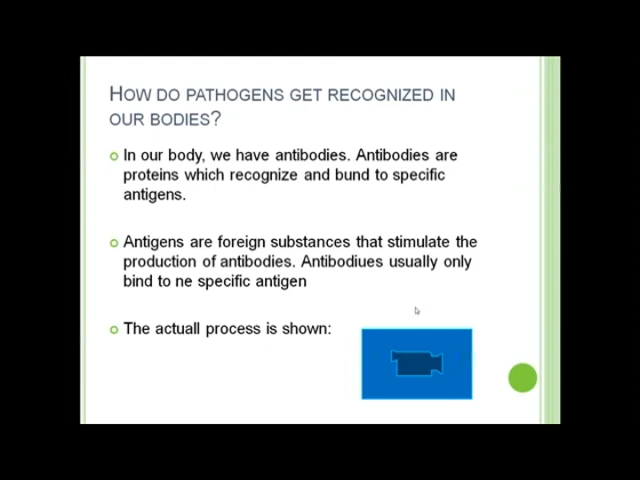 HOW DO PATHOGENS GET RECOGNIZED IN
OUR BODIES?
In our body, we have antibodies. Antibodies are
proteins which recognize and bund to specific
antigens.
Antigens are foreign substances that stimulate the
production of antibodies. Antibodiues usually only
bind to ne specific antigen
The actuall process is shown: